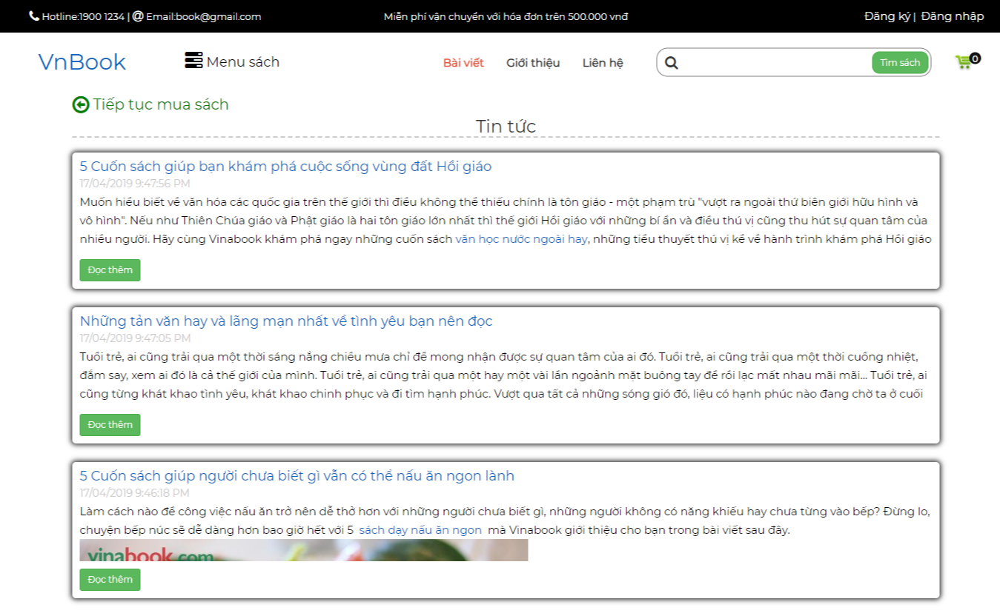 Hotline:1900 1234 | @ Email:book@gmail.com Miễn phí vận chuyển với hóa đơn trên 500.000 vnđ Đăng ký | Đăng nhập
VnBook Menu sách Bài viết Giới thiệu Liên hệ Tìm sách 0
Tiếp tục mua sách
Tin tức
5 Cuốn sách giúp bạn khám phá cuộc sống vùng đất Hồi giáo
17/04/2019 9:47:56 PM
Muốn hiểu biết về văn hóa các quốc gia trên thế giới thì điều không thể thiếu chính là tôn giáo - một phạm trù "vượt ra ngoài thứ biên giới hữu hình và
vô hình". Nếu như Thiên Chúa giáo và Phật giáo là hai tôn giáo lớn nhất thì thế giới Hồi giáo với những bí ẩn và điều thú vị cũng thu hút sự quan tâm của
nhiều người. Hãy cùng Vinabook khám phá ngay những cuốn sách văn học nước ngoài hay, những tiểu thuyết thú vị kể về hành trình khám phá Hồi giáo
Đọc thêm
Những tản văn hay và lãng mạn nhất về tình yêu bạn nên đọc
17/04/2019 9:47:05 PM
Tuổi trẻ, ai cũng trải qua một thời sáng nắng chiều mưa chỉ để mong nhận được sự quan tâm của ai đó. Tuổi trẻ, ai cũng trải qua một thời cuồng nhiệt,
đắm say, xem ai đó là cả thế giới của mình. Tuổi trẻ, ai cũng trải qua một hay một vài lần ngoảnh mặt buông tay để rồi lạc mất nhau mãi mãi... Tuổi trẻ, ai
cũng từng khát khao tình yêu, khát khao chinh phục và đi tìm hạnh phúc. Vượt qua tất cả những sóng gió đó, liệu có hạnh phúc nào đang chờ ta ở cuối
Đọc thêm
5 Cuốn sách giúp người chưa biết gì vẫn có thể nấu ăn ngon lành
17/04/2019 9:46:18 PM
Làm cách nào để công việc nấu ăn trở nên dễ thở hơn với những người chưa biết gì, những người không có năng khiếu hay chưa từng vào bếp? Đừng lo,
chuyện bếp núc sẽ dễ dàng hơn bao giờ hết với 5 sách dạy nấu ăn ngon mà Vinabook giới thiệu cho bạn trong bài viết sau đây.
vinabook.com
Đọc thêm